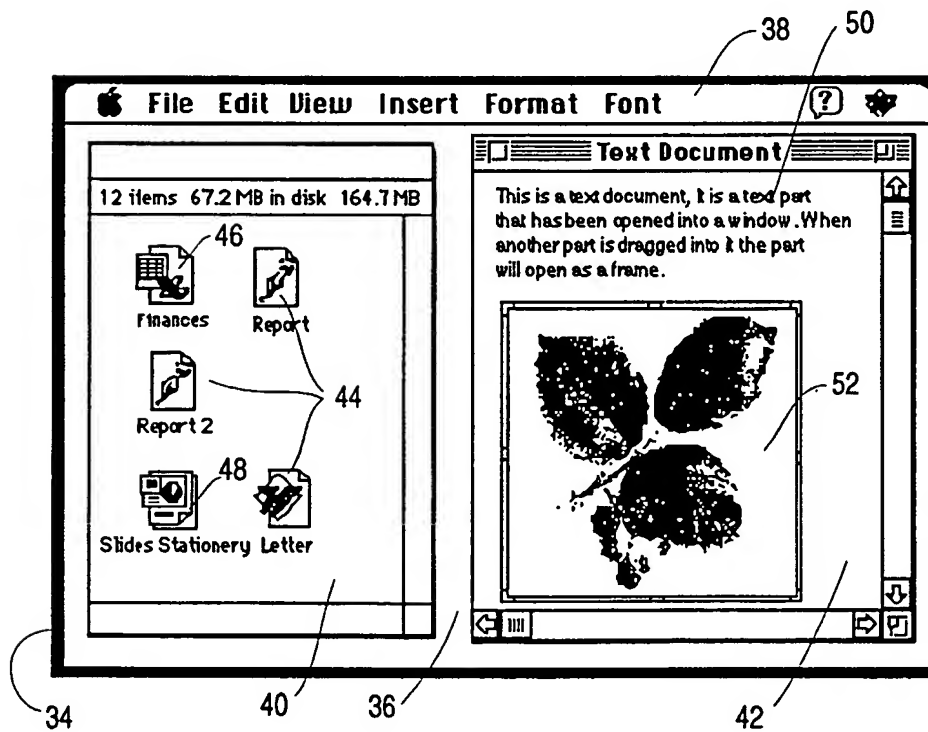 50
38
File Edit View Insert Format Font ?
Text Document
12 items 67.2 MB in disk 164.7 MB
This is a text document, it is a text part
that has been opened into a window. When
another part is dragged into it the part
will open as a frame.
46
Finances Report
44
52
Report 2
48
Slides Stationery Letter
34
40
36
42